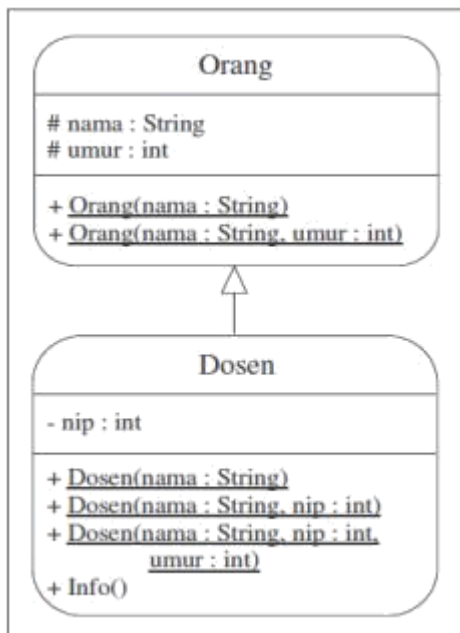 Orang
# nama : String
# umur : int
+ Orang(nama : String)
+ Orang(nama : String, umur : int)
Dosen
- nip : int
+ Dosen(nama : String)
+ Dosen(nama : String, nip : int)
+ Dosen(nama : String, nip : int,
umur : int)
+ Info()